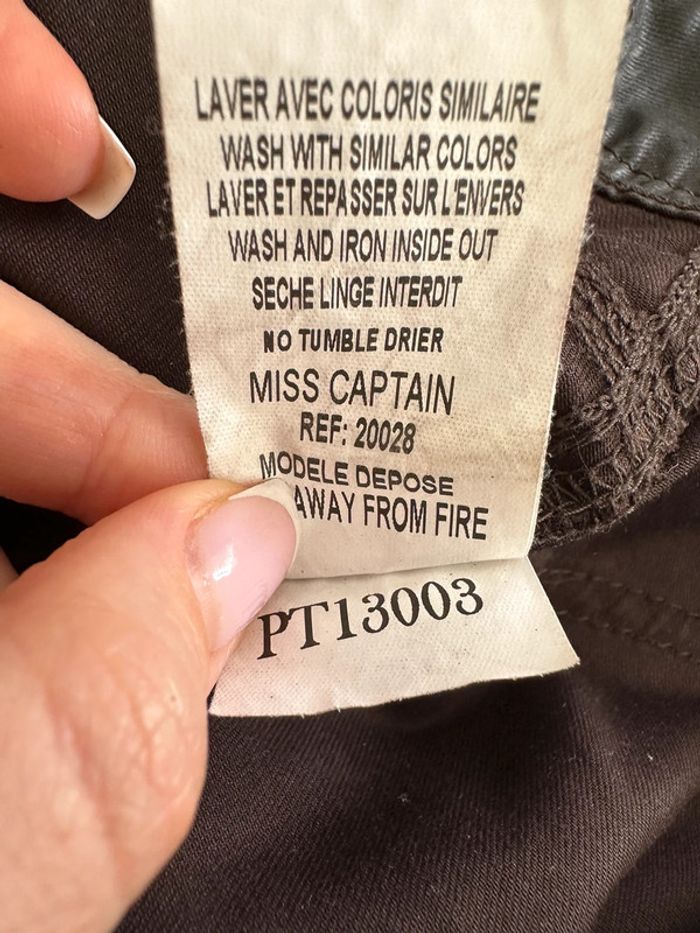 LAVER AVEC COLORIS SIMILAIRE
WASH WITH SIMILAR COLORS
LAVER ET REPASSER SUR L'ENVERS
WASH AND IRON INSIDE OUT
SECHE LINGE INTERDIT
NO TUMBLE DRIER
MISS CAPTAIN
REF: 20028
MODELE DEPOSE
AWAY FROM FIRE
PT13003